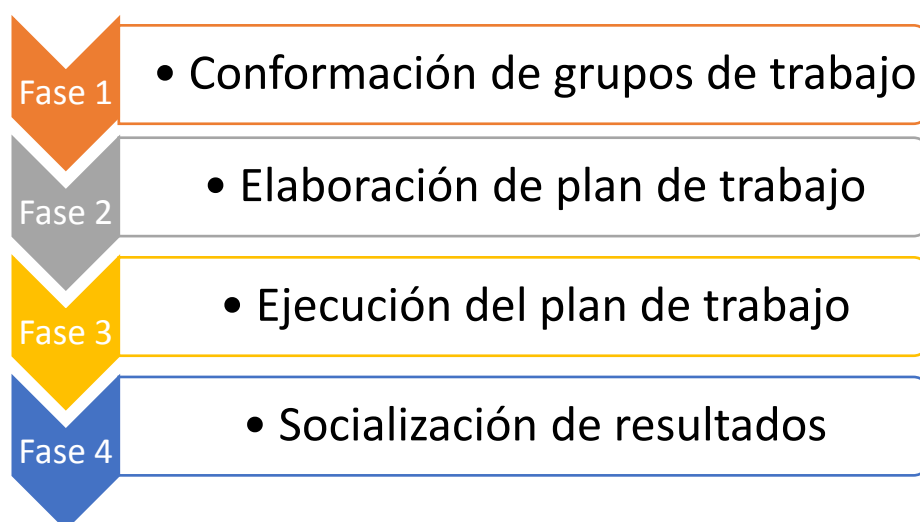 Fase 1
• Conformación de grupos de trabajo
Fase 2
• Elaboración de plan de trabajo
Fase 3
• Ejecución del plan de trabajo
Fase 4
• Socialización de resultados